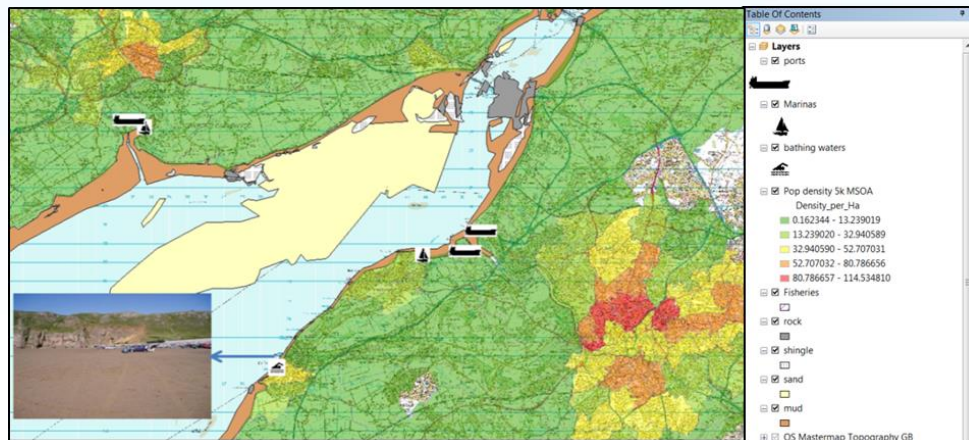 Table Of Contents
Layers
ports
Marinas
bathing waters
Pop density 5k MSOA
Density_per_Ha
0.162344 - 13.239019
13.239020 - 32.940589
32.940590 - 52.707031
52.707032 - 80.786656
80.786657 - 114.534810
Fisheries
rock
shingle
sand
mud
OS Mastermap Topography GB